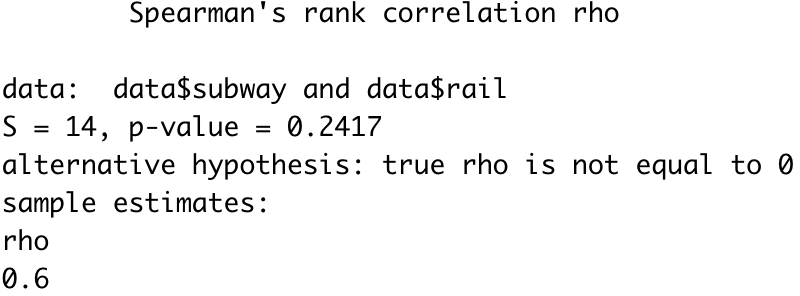 Spearman's rank correlation rho
data: data$subway and data$rail
S = 14, p-value = 0.2417
alternative hypothesis: true rho is not equal to 0
sample estimates:
rho
0.6